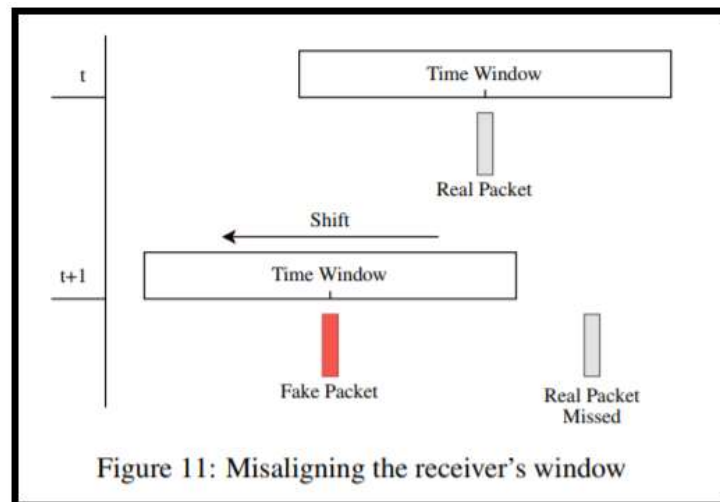 t
Time Window
Real Packet
Shift
t+1
Time Window
Fake Packet
Real Packet
Missed
Figure 11: Misaligning the receiver's window